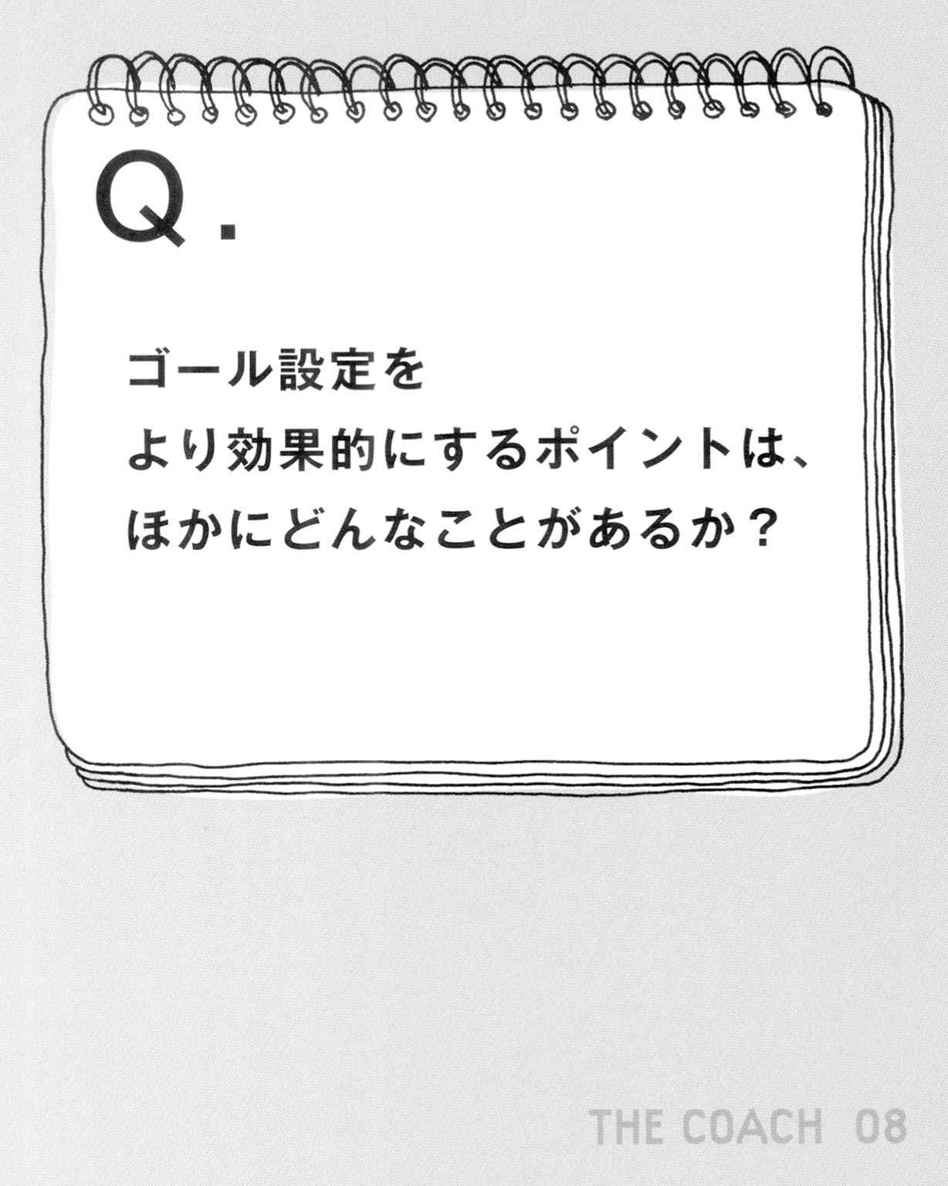 Q.
ゴール設定を
より効果的にするポイントは、
ほかにどんなことがあるか？
THE COACH 08